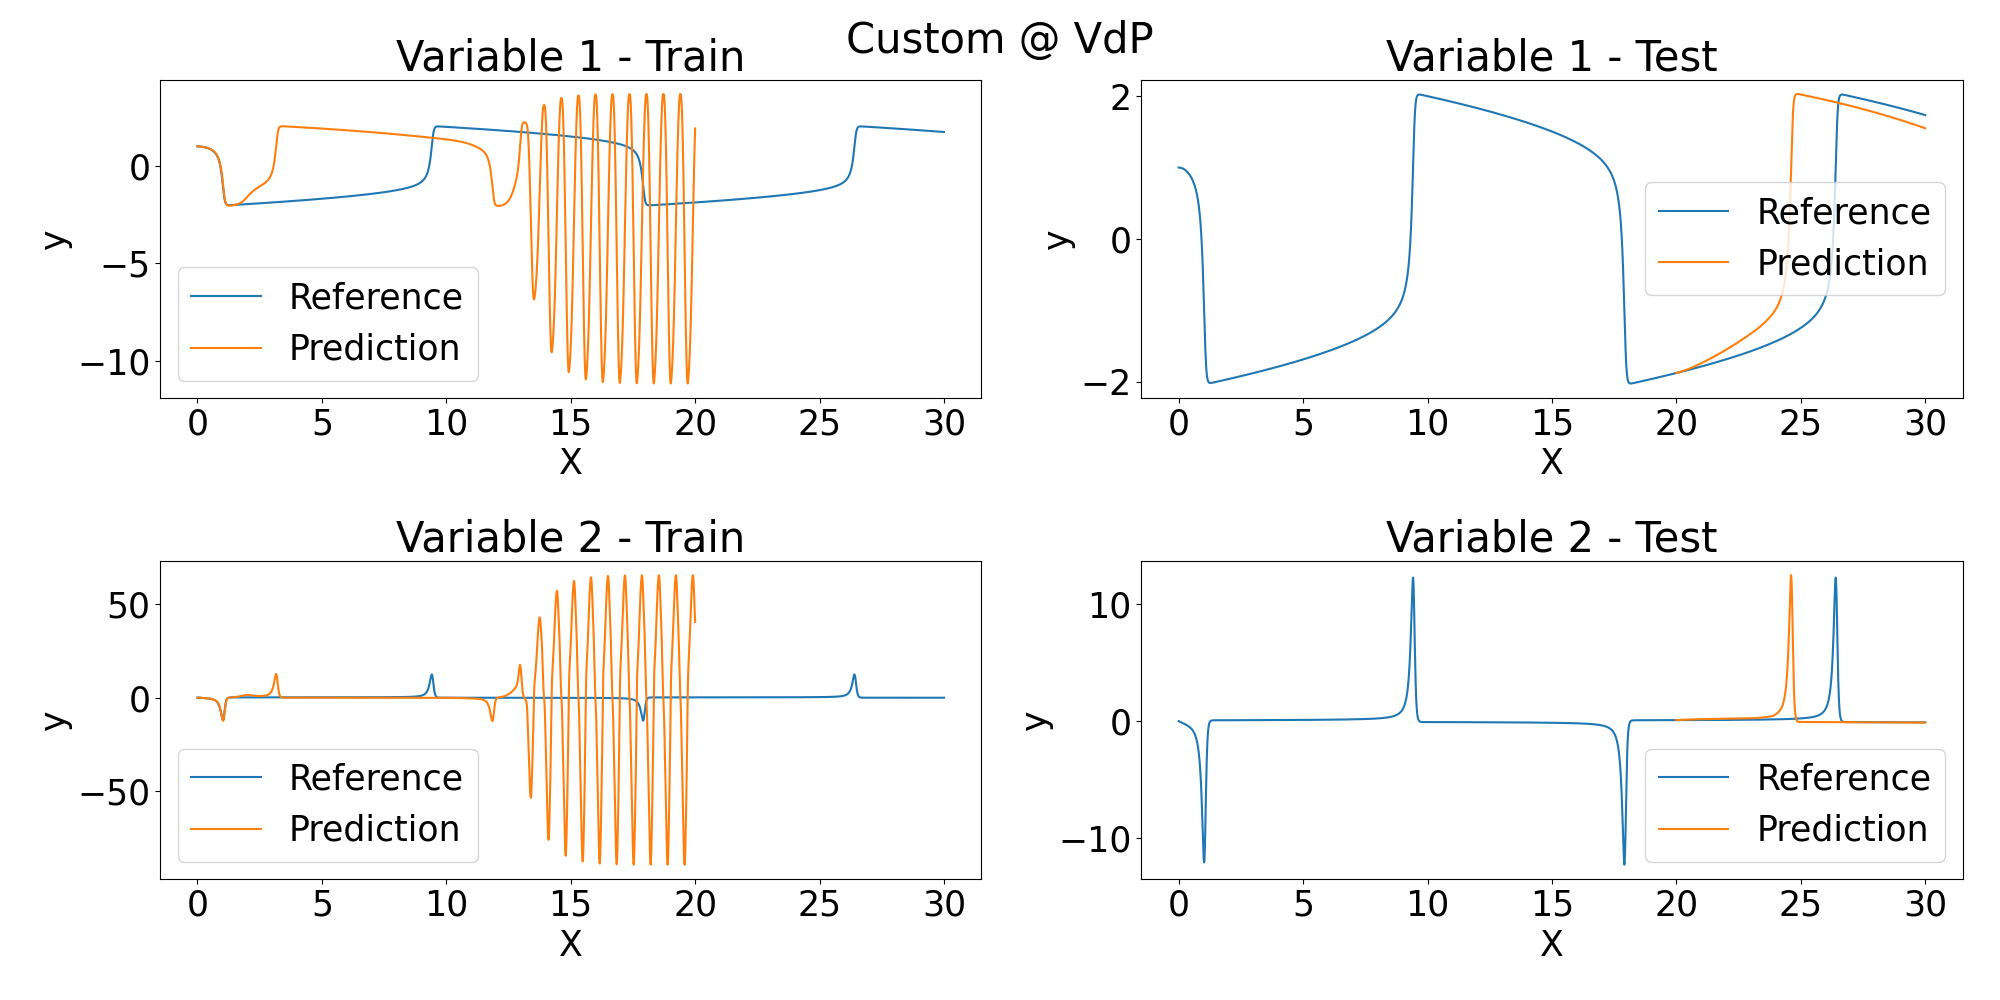 Custom @ VdP
Variable 1 - Train
0
−5
−10
y
Reference
Prediction
0 5 10 15 20 25 30
X
Variable 1 - Test
2
0
−2
y
Reference
Prediction
0 5 10 15 20 25 30
X
Variable 2 - Train
50
0
−50
y
Reference
Prediction
0 5 10 15 20 25 30
X
Variable 2 - Test
10
0
−10
y
Reference
Prediction
0 5 10 15 20 25 30
X